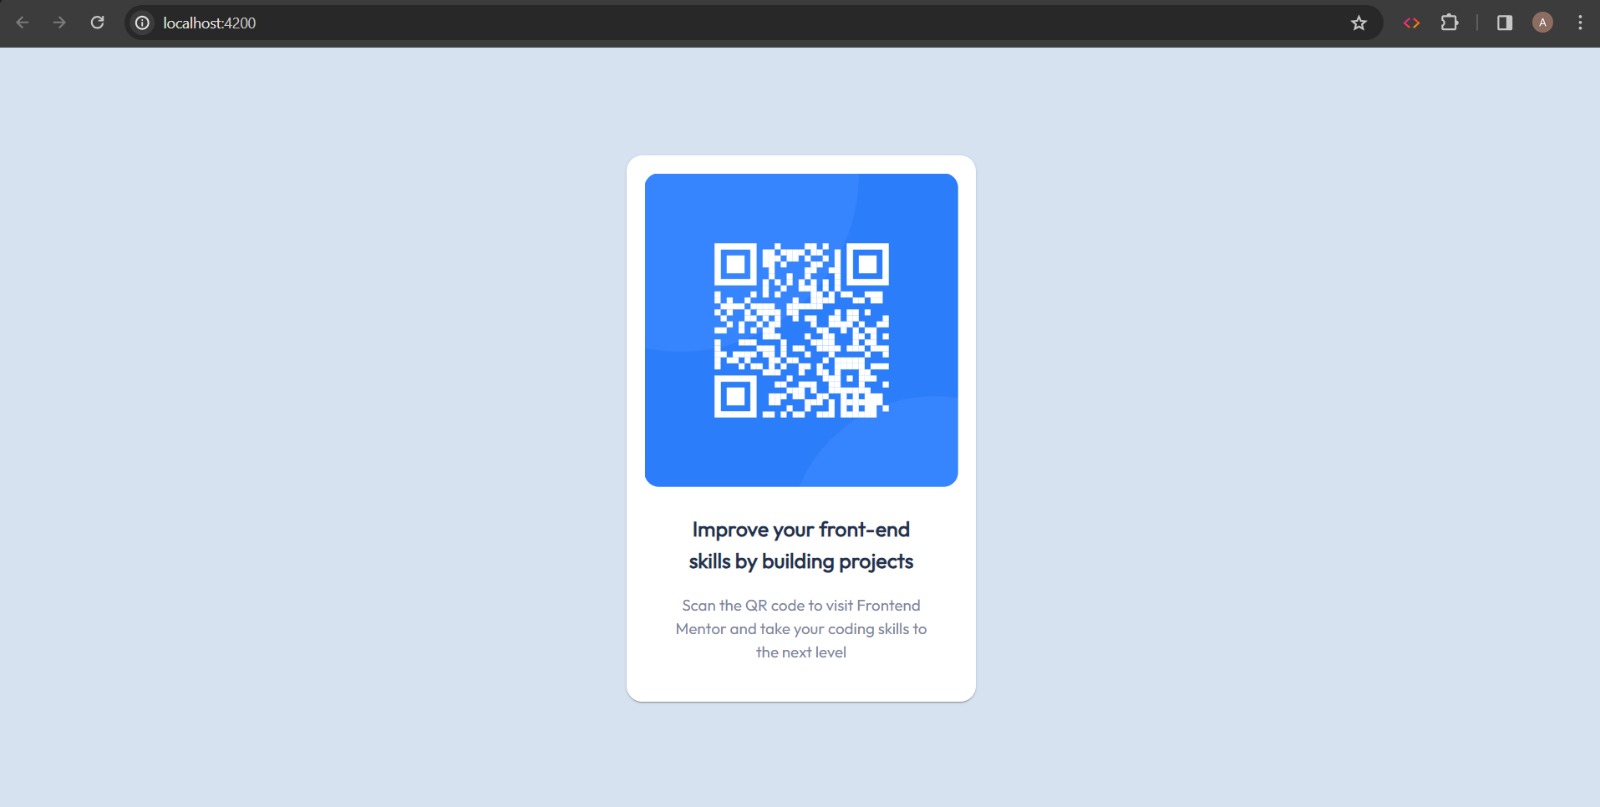 localhost:4200
A
Improve your front-end
skills by building projects
Scan the QR code to visit Frontend
Mentor and take your coding skills to
the next level